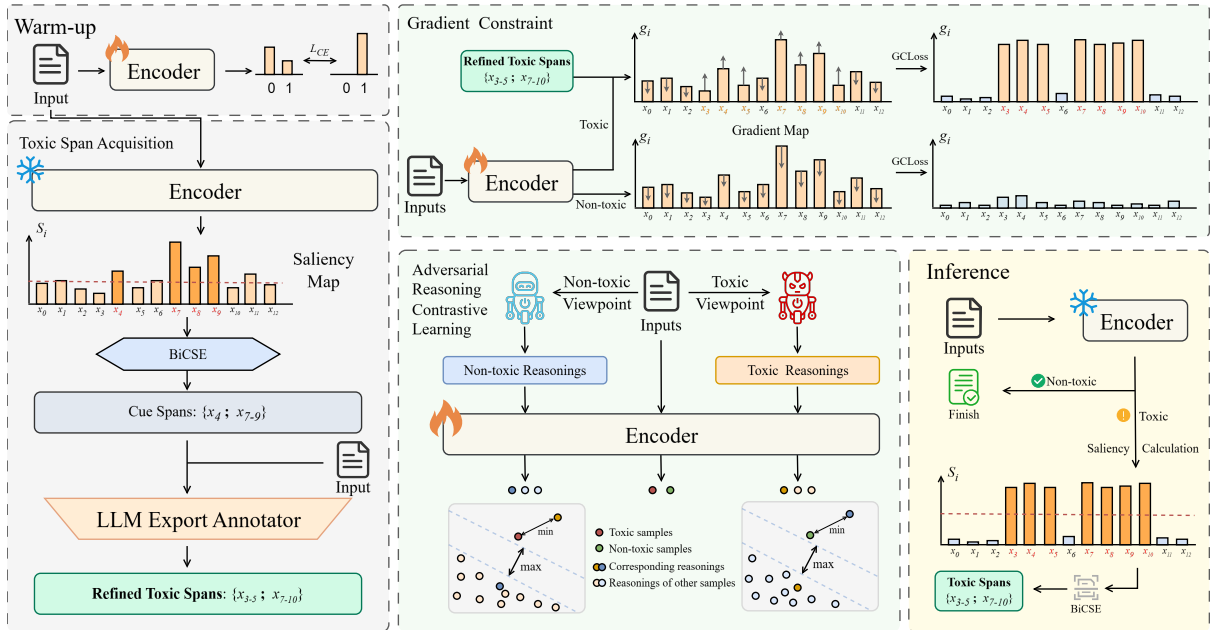 Warm-up
Input
Encoder
L_CE
0 1
0 1
Toxic Span Acquisition
Encoder
S_i
Saliency
Map
x_0 x_1 x_2 x_3 x_4 x_5 x_6 x_7 x_8 x_9 x_10 x_11 x_12
BiCSE
Cue Spans: {x_4 ; x_7-9}
Input
LLM Export Annotator
Refined Toxic Spans: {x_3-5 ; x_7-10}
Gradient Constraint
Refined Toxic Spans
{x_3-5 ; x_7-10}
Inputs
Encoder
Toxic
Non-toxic
g_i
x_0 x_1 x_2 x_3 x_4 x_5 x_6 x_7 x_8 x_9 x_10 x_11 x_12
GCLoss
g_i
x_0 x_1 x_2 x_3 x_4 x_5 x_6 x_7 x_8 x_9 x_10 x_11 x_12
Gradient Map
g_i
x_0 x_1 x_2 x_3 x_4 x_5 x_6 x_7 x_8 x_9 x_10 x_11 x_12
GCLoss
g_i
x_0 x_1 x_2 x_3 x_4 x_5 x_6 x_7 x_8 x_9 x_10 x_11 x_12
Adversarial
Reasoning
Contrastive
Learning
Non-toxic
Viewpoint
Inputs
Toxic
Viewpoint
Non-toxic Reasonings
Toxic Reasonings
Encoder
min
max
Toxic samples
Non-toxic samples
Corresponding reasonings
Reasonings of other samples
min
max
Inference
Inputs
Encoder
Non-toxic
Finish
Toxic
Saliency Calculation
S_i
x_0 x_1 x_2 x_3 x_4 x_5 x_6 x_7 x_8 x_9 x_10 x_11 x_12
Toxic Spans
{x_3-5 ; x_7-10}
BiCSE